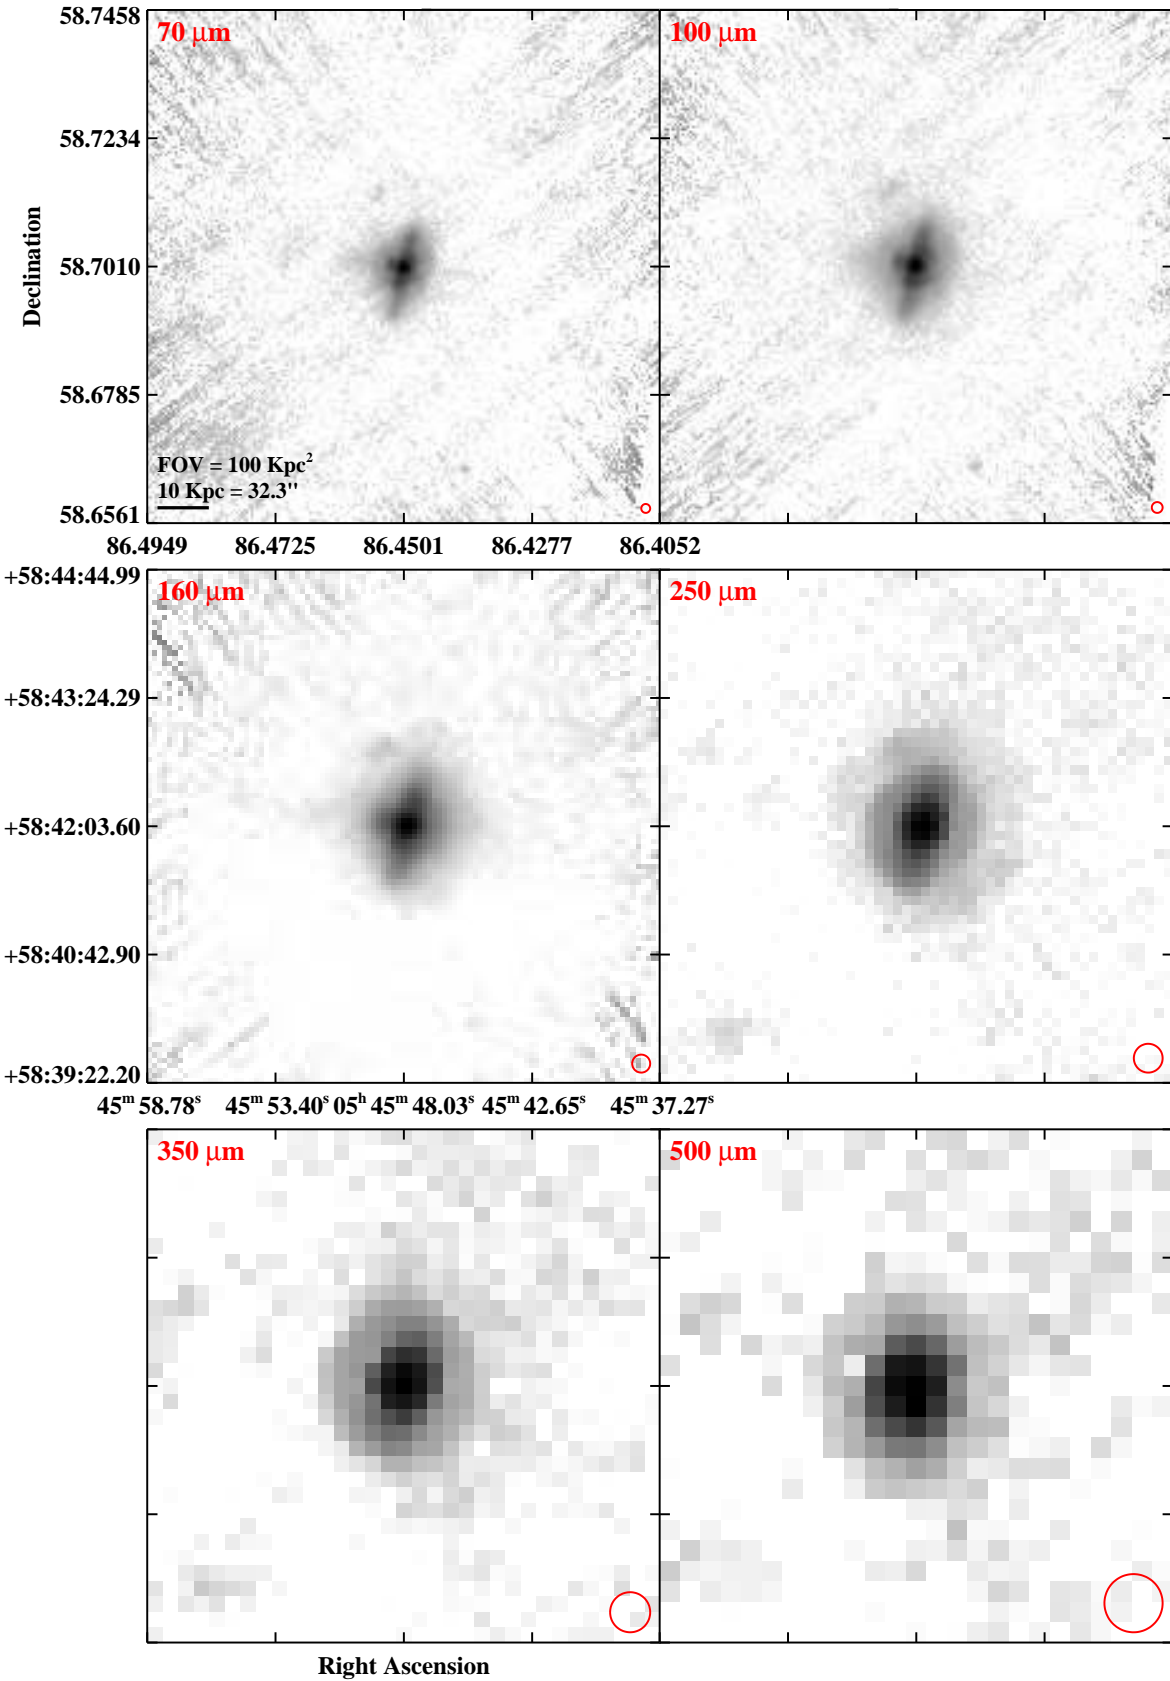 58.7458
70 μm
100 μm
58.7234
58.7010
58.6785
58.6561
Declination
FOV = 100 Kpc²
10 Kpc = 32.3"
86.4949 86.4725 86.4501 86.4277 86.4052
+58:44:44.99
160 μm
250 μm
+58:43:24.29
+58:42:03.60
+58:40:42.90
+58:39:22.20
45ᵐ 58.78ˢ 45ᵐ 53.40ˢ 05ʰ 45ᵐ 48.03ˢ 45ᵐ 42.65ˢ 45ᵐ 37.27ˢ
350 μm
500 μm
Right Ascension